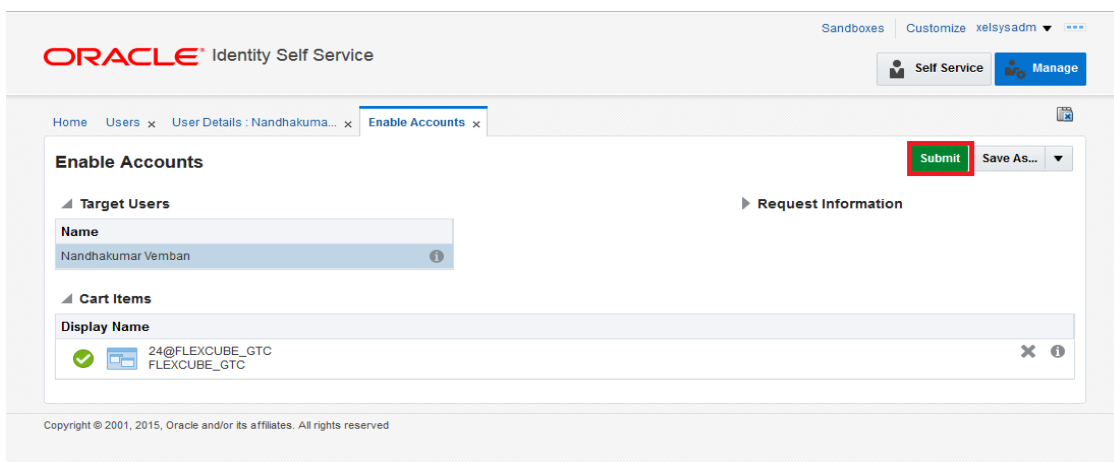 Sandboxes Customize xelsysadm
ORACLE Identity Self Service
Self Service Manage
Home Users x User Details : Nandhakuma... x Enable Accounts x
Enable Accounts Submit Save As...
Target Users Request Information
Name
Nandhakumar Vemban
Cart Items
Display Name
24@FLEXCUBE_GTC
FLEXCUBE_GTC
Copyright © 2001, 2015, Oracle and/or its affiliates. All rights reserved